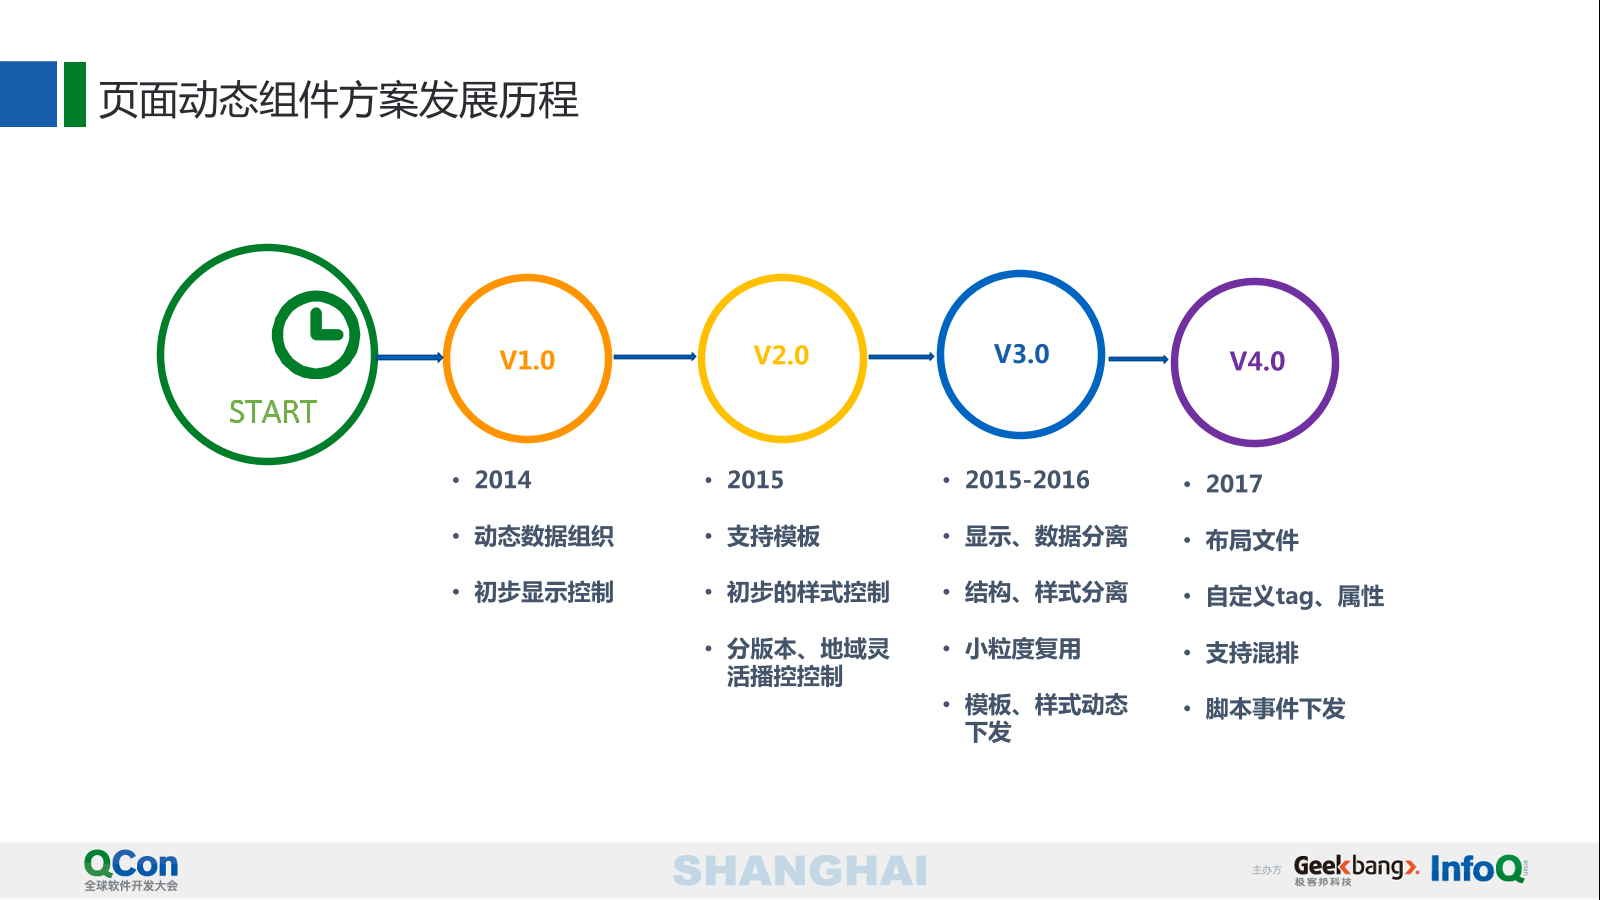 页面动态组件方案发展历程
START
V1.0
• 2014
• 动态数据组织
• 初步显示控制
V2.0
• 2015
• 支持模板
• 初步的样式控制
• 分版本、地域灵
活播控控制
V3.0
• 2015-2016
• 显示、数据分离
• 结构、样式分离
• 小粒度复用
• 模板、样式动态
下发
V4.0
• 2017
• 布局文件
• 自定义tag、属性
• 支持混排
• 脚本事件下发
QCon
全球软件开发大会
SHANGHAI
主办方
Geekbang>.
极客邦科技
InfoQ